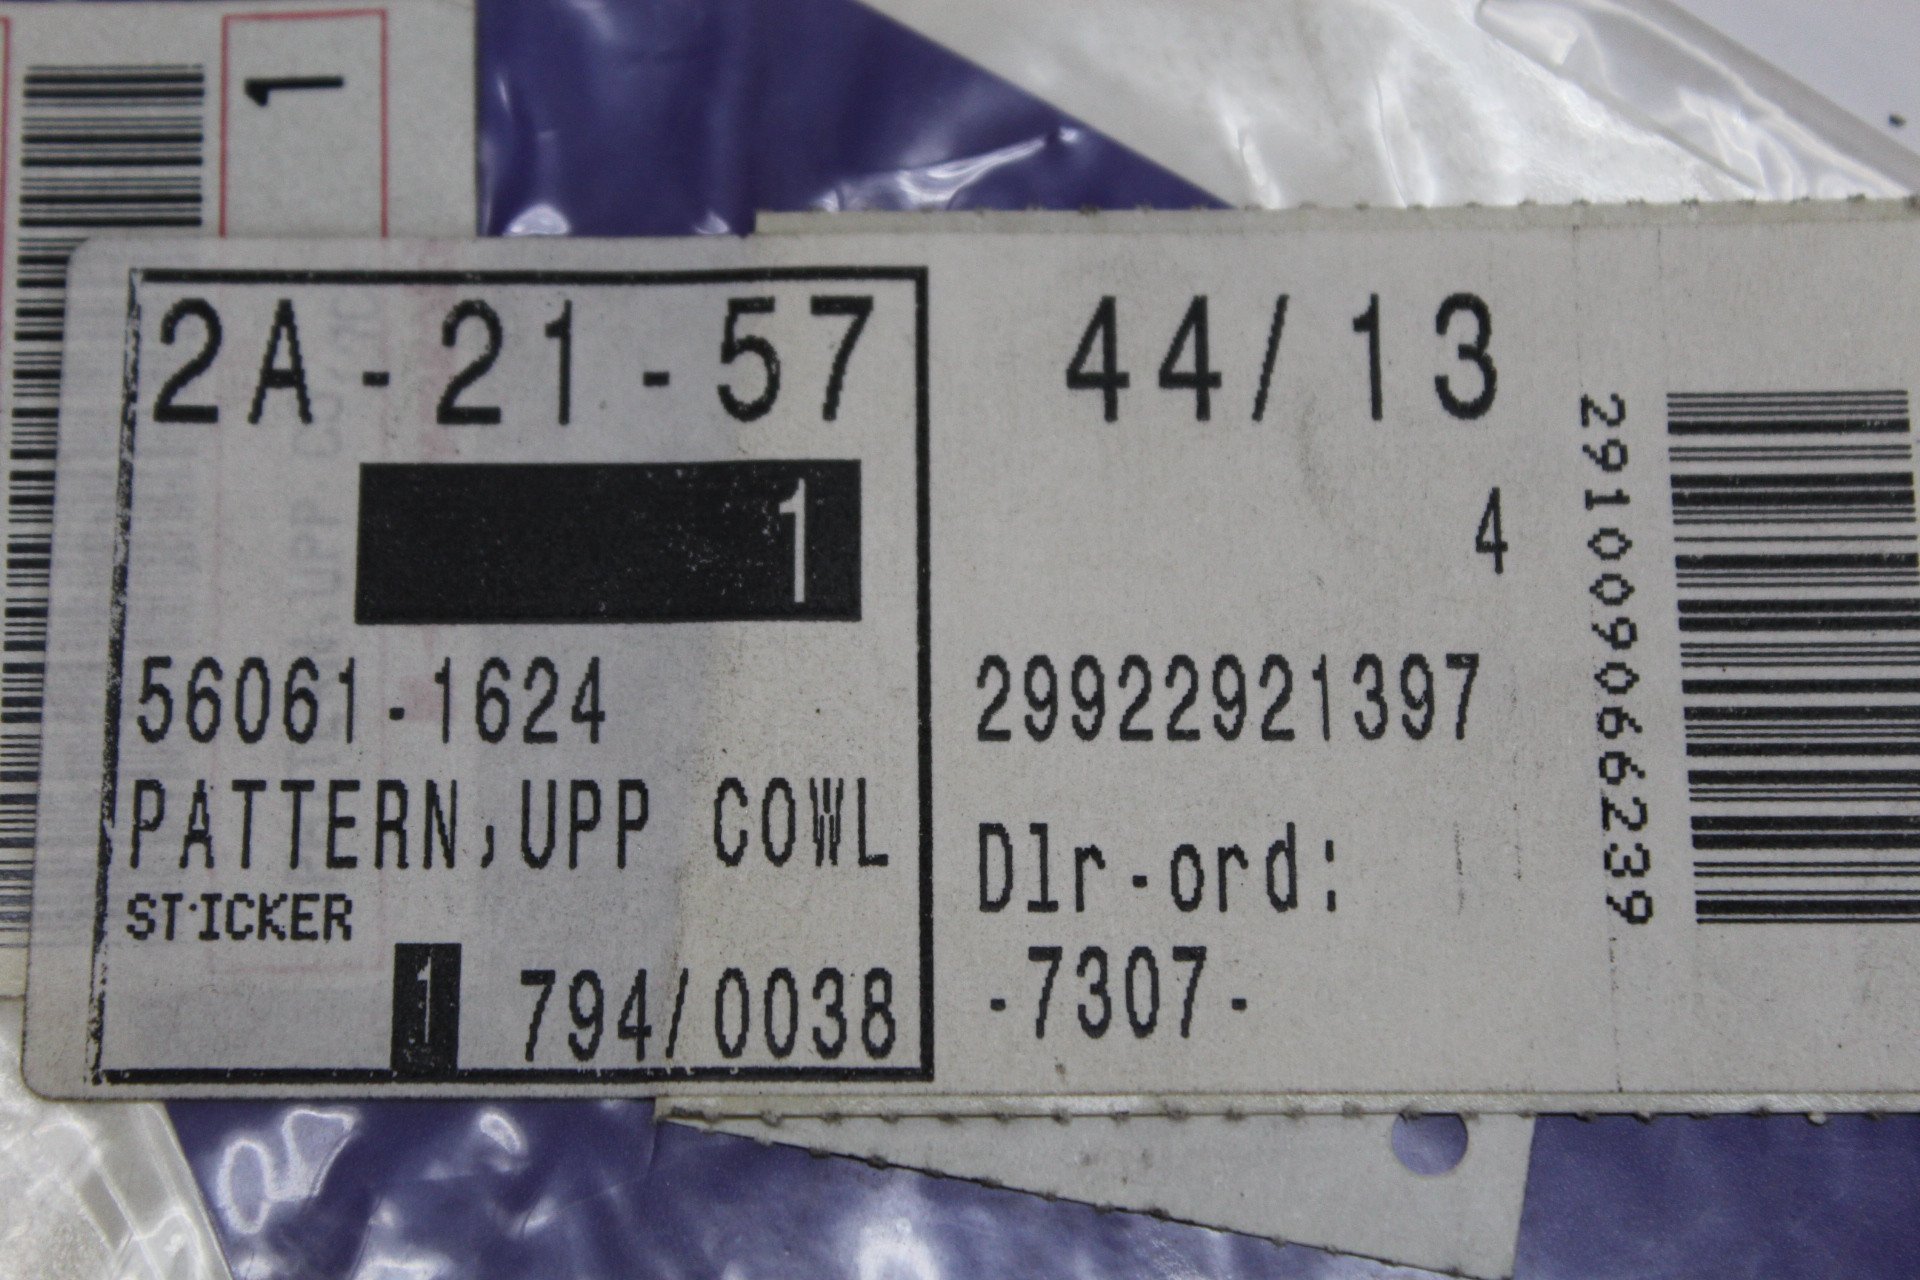 1
2A-21-57
1
56061-1624
PATTERN,UPP COWL
STICKER
1 794/0038
44/13
4
29922921397
Dlr-ord:
-7307-
291009066239